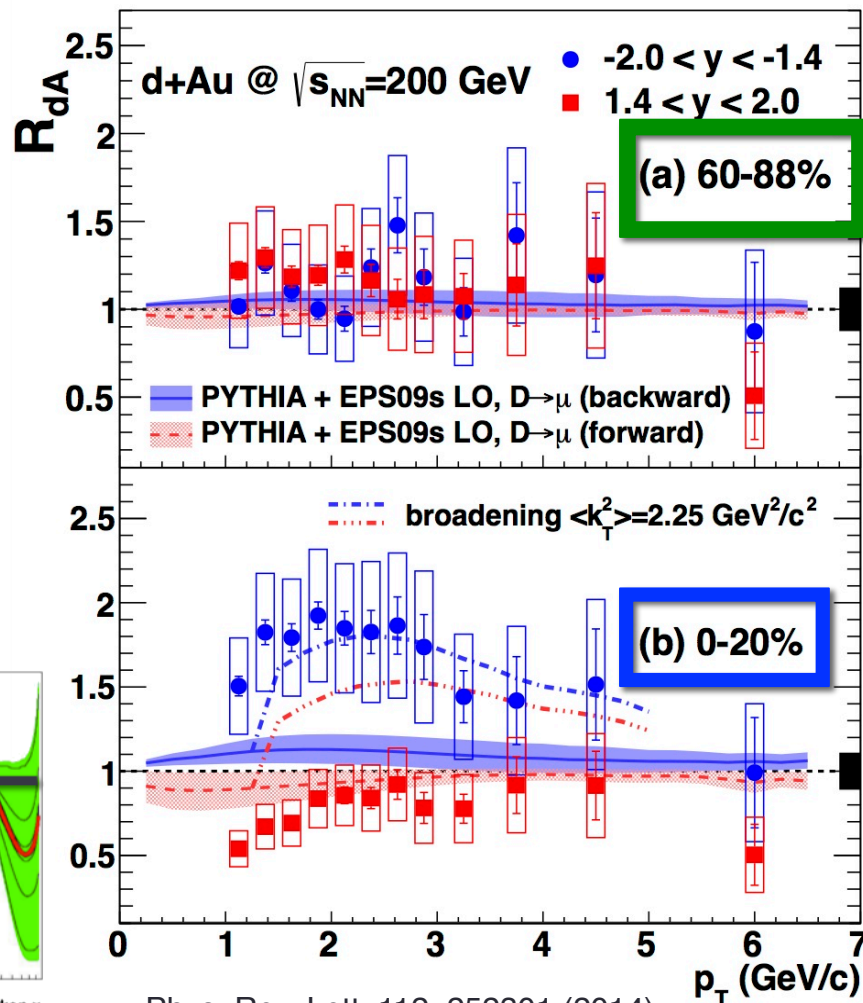 R_dA
d+Au @ √s_NN=200 GeV
-2.0 < y < -1.4
1.4 < y < 2.0
(a) 60-88%
2.5
2
1.5
1
0.5
PYTHIA + EPS09s LO, D→μ (backward)
PYTHIA + EPS09s LO, D→μ (forward)
broadening <k_T^2>=2.25 GeV^2/c^2
(b) 0-20%
2.5
2
1.5
1
0.5
0 1 2 3 4 5 6 7
p_T (GeV/c)